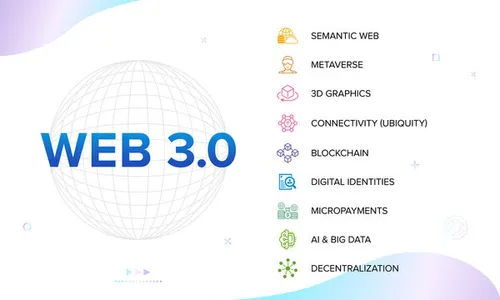 WEB 3.0
SEMANTIC WEB
METAVERSE
3D GRAPHICS
CONNECTIVITY (UBIQUITY)
BLOCKCHAIN
DIGITAL IDENTITIES
MICROPAYMENTS
AI & BIG DATA
DECENTRALIZATION